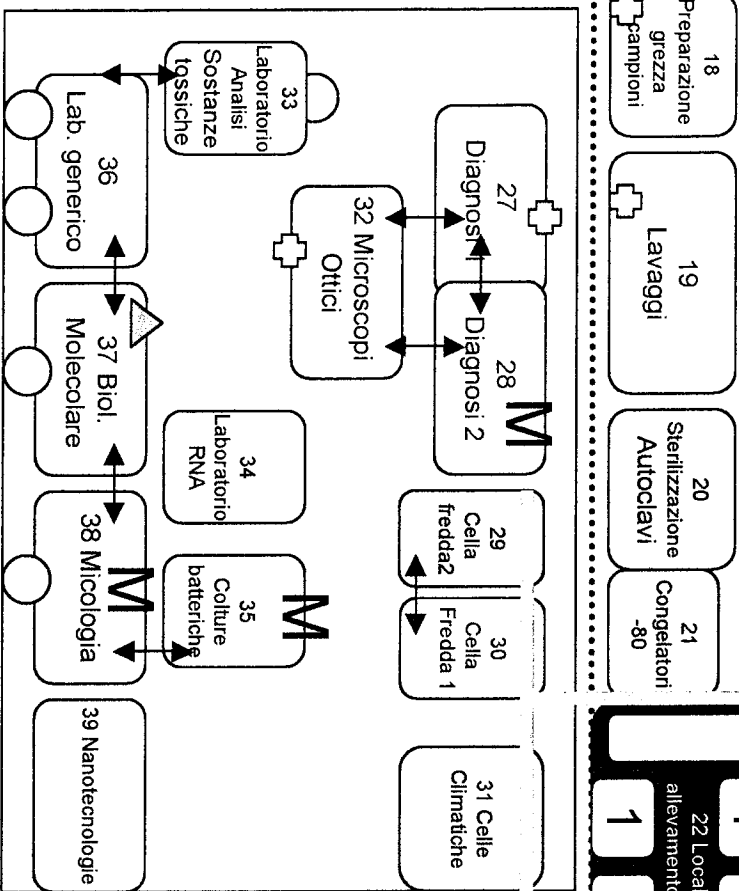 18
Preparazione
grezza
campioni
19
Lavaggi
20
Sterilizzazione
Autoclavi
21
Congelatori
-80
22 Loca
allevamento
1
27
Diagnosi 1
28
Diagnosi 2
M
29
Cella
fredda2
30
Cella
Fredda 1
31 Celle
Climatiche
32 Microscopi
Ottici
33
Laboratorio
Analisi
Sostanze
tossiche
34
Laboratorio
RNA
35
Colture
batteriche
M
36
Lab. generico
37 Biol.
Molecolare
38 Micologia
M
39 Nanotecnologie